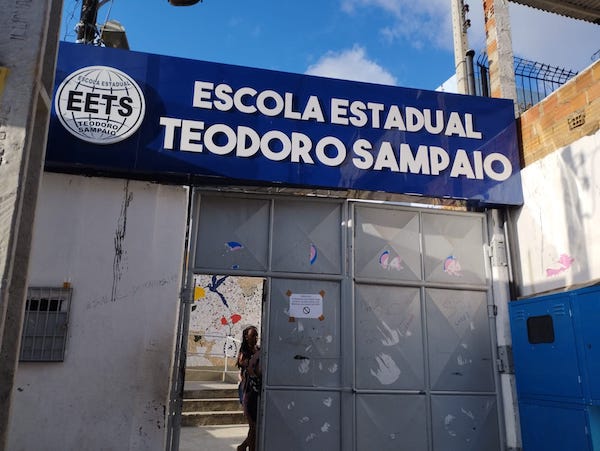 ESCOLA ESTADUAL
EETS
TEODORO
SAMPAIO
ESCOLA ESTADUAL
TEODORO SAMPAIO